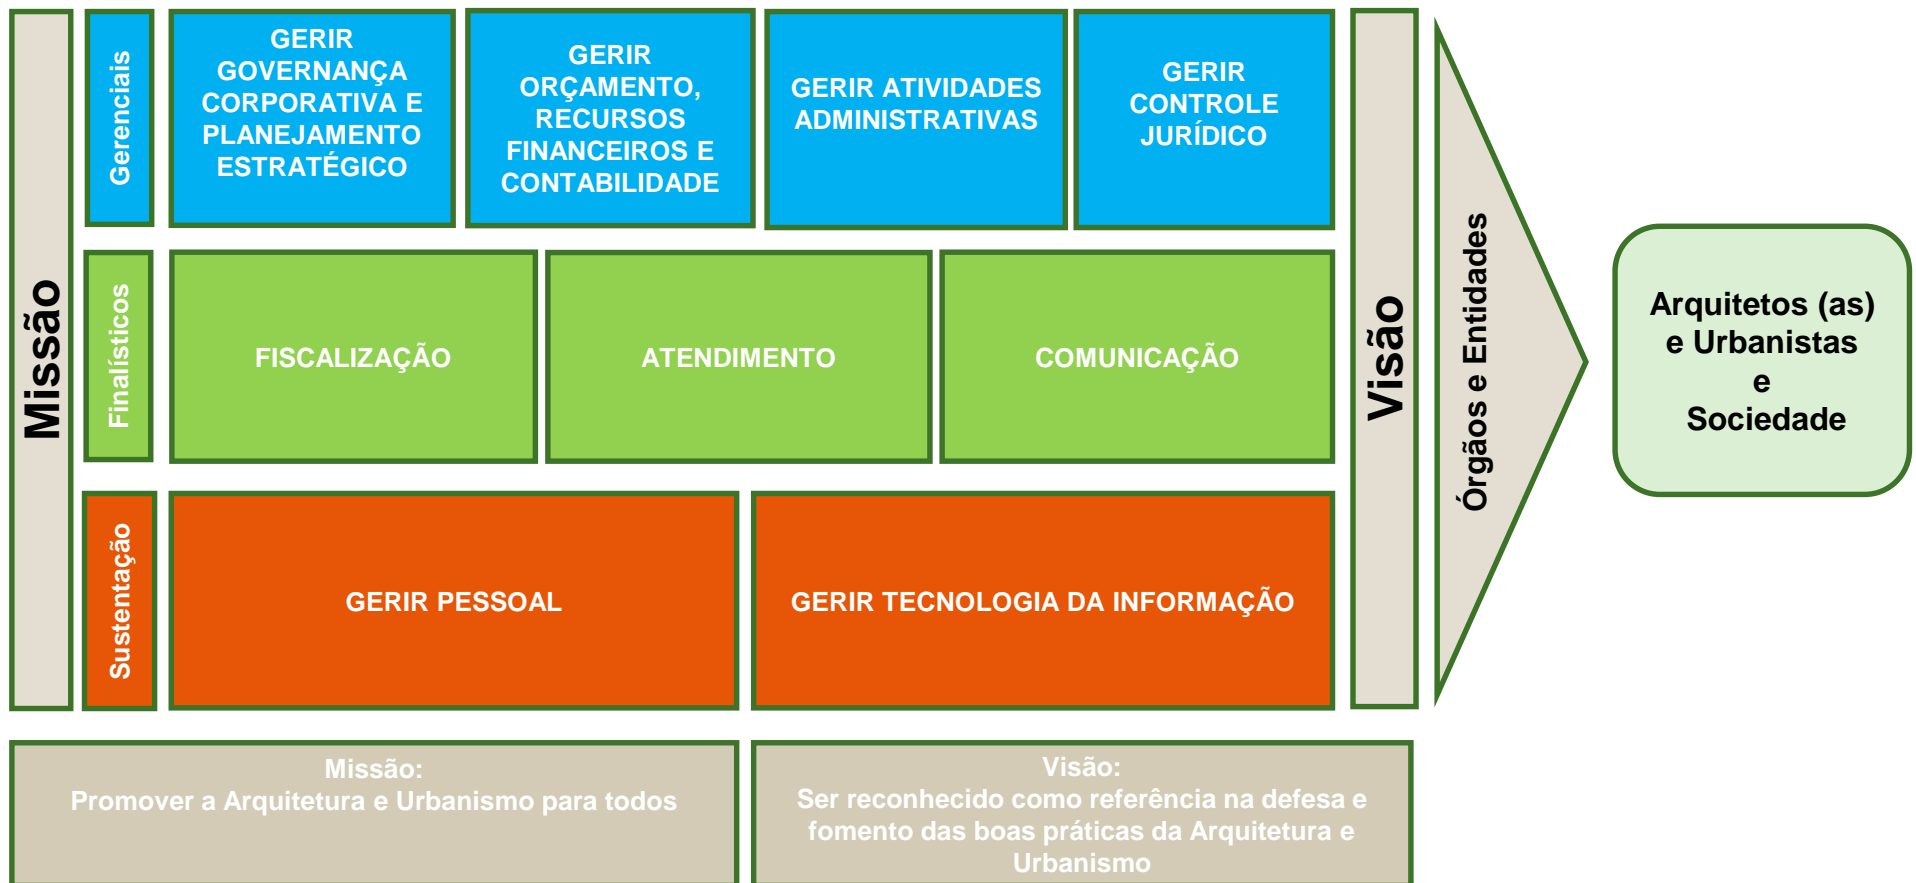 Missão
Gerenciais
GERIR
GOVERNANÇA
CORPORATIVA E
PLANEJAMENTO
ESTRATÉGICO
GERIR
ORÇAMENTO,
RECURSOS
FINANCEIROS E
CONTABILIDADE
GERIR ATIVIDADES
ADMINISTRATIVAS
GERIR
CONTROLE
JURÍDICO
Finalísticos
FISCALIZAÇÃO
ATENDIMENTO
COMUNICAÇÃO
Sustentação
GERIR PESSOAL
GERIR TECNOLOGIA DA INFORMAÇÃO
Visão
Órgãos e Entidades
Arquitetos (as)
e Urbanistas
e
Sociedade
Missão:
Promover a Arquitetura e Urbanismo para todos
Visão:
Ser reconhecido como referência na defesa e
fomento das boas práticas da Arquitetura e
Urbanismo